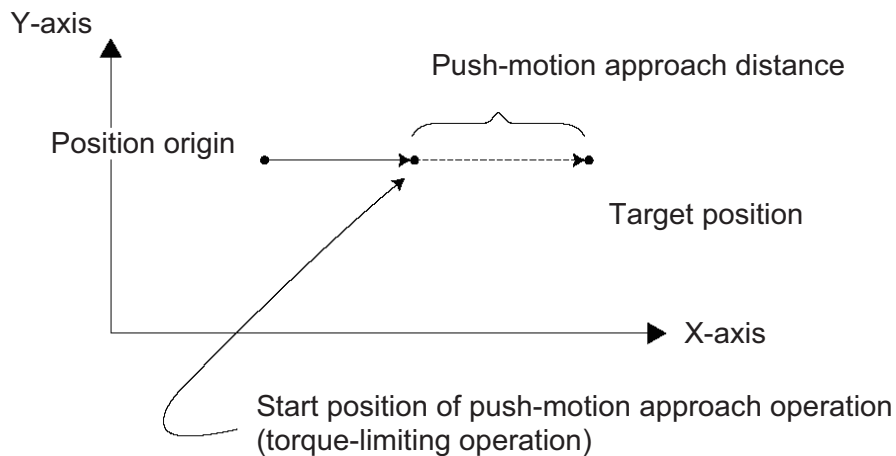 Y-axis
Push-motion approach distance
Position origin
Target position
X-axis
Start position of push-motion approach operation
(torque-limiting operation)